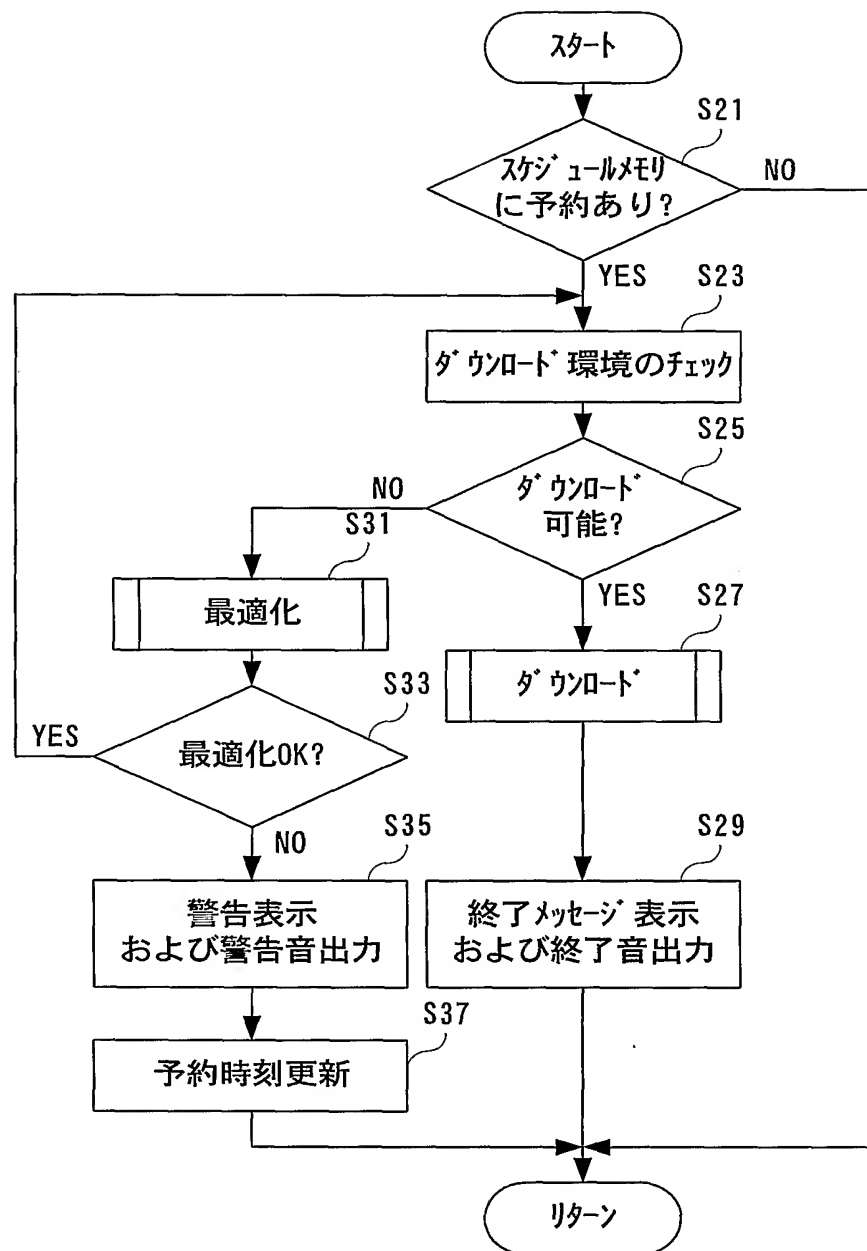 スタート
S21
スケジュールメモリ
に予約あり?
NO
YES
S23
ダウンロード環境のチェック
S25
ダウンロード
可能?
NO
S31
最適化
YES
S27
ダウンロード
S33
最適化OK?
YES
NO
S35
警告表示
および警告音出力
S29
終了メッセージ表示
および終了音出力
S37
予約時刻更新
リターン